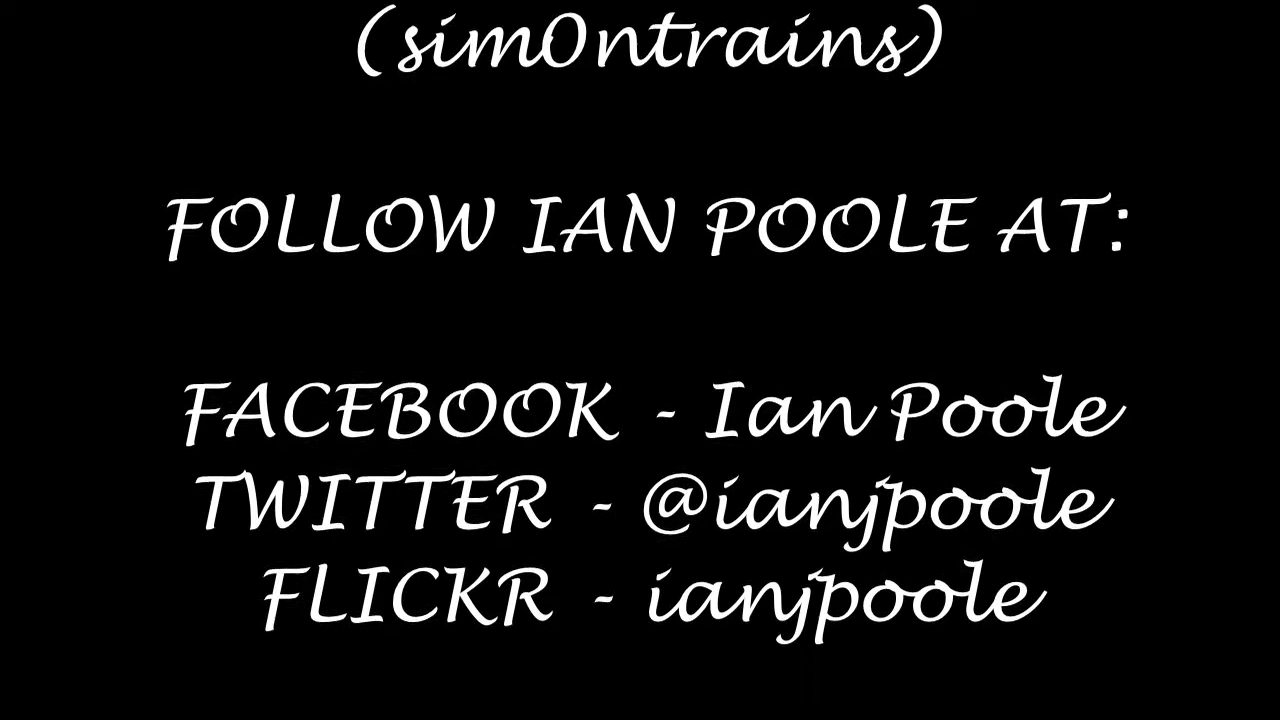 (sim0ntrains)
FOLLOW IAN POOLE AT:
FACEBOOK - Ian Poole
TWITTER - @ianjpoole
FLICKR - ianjpoole